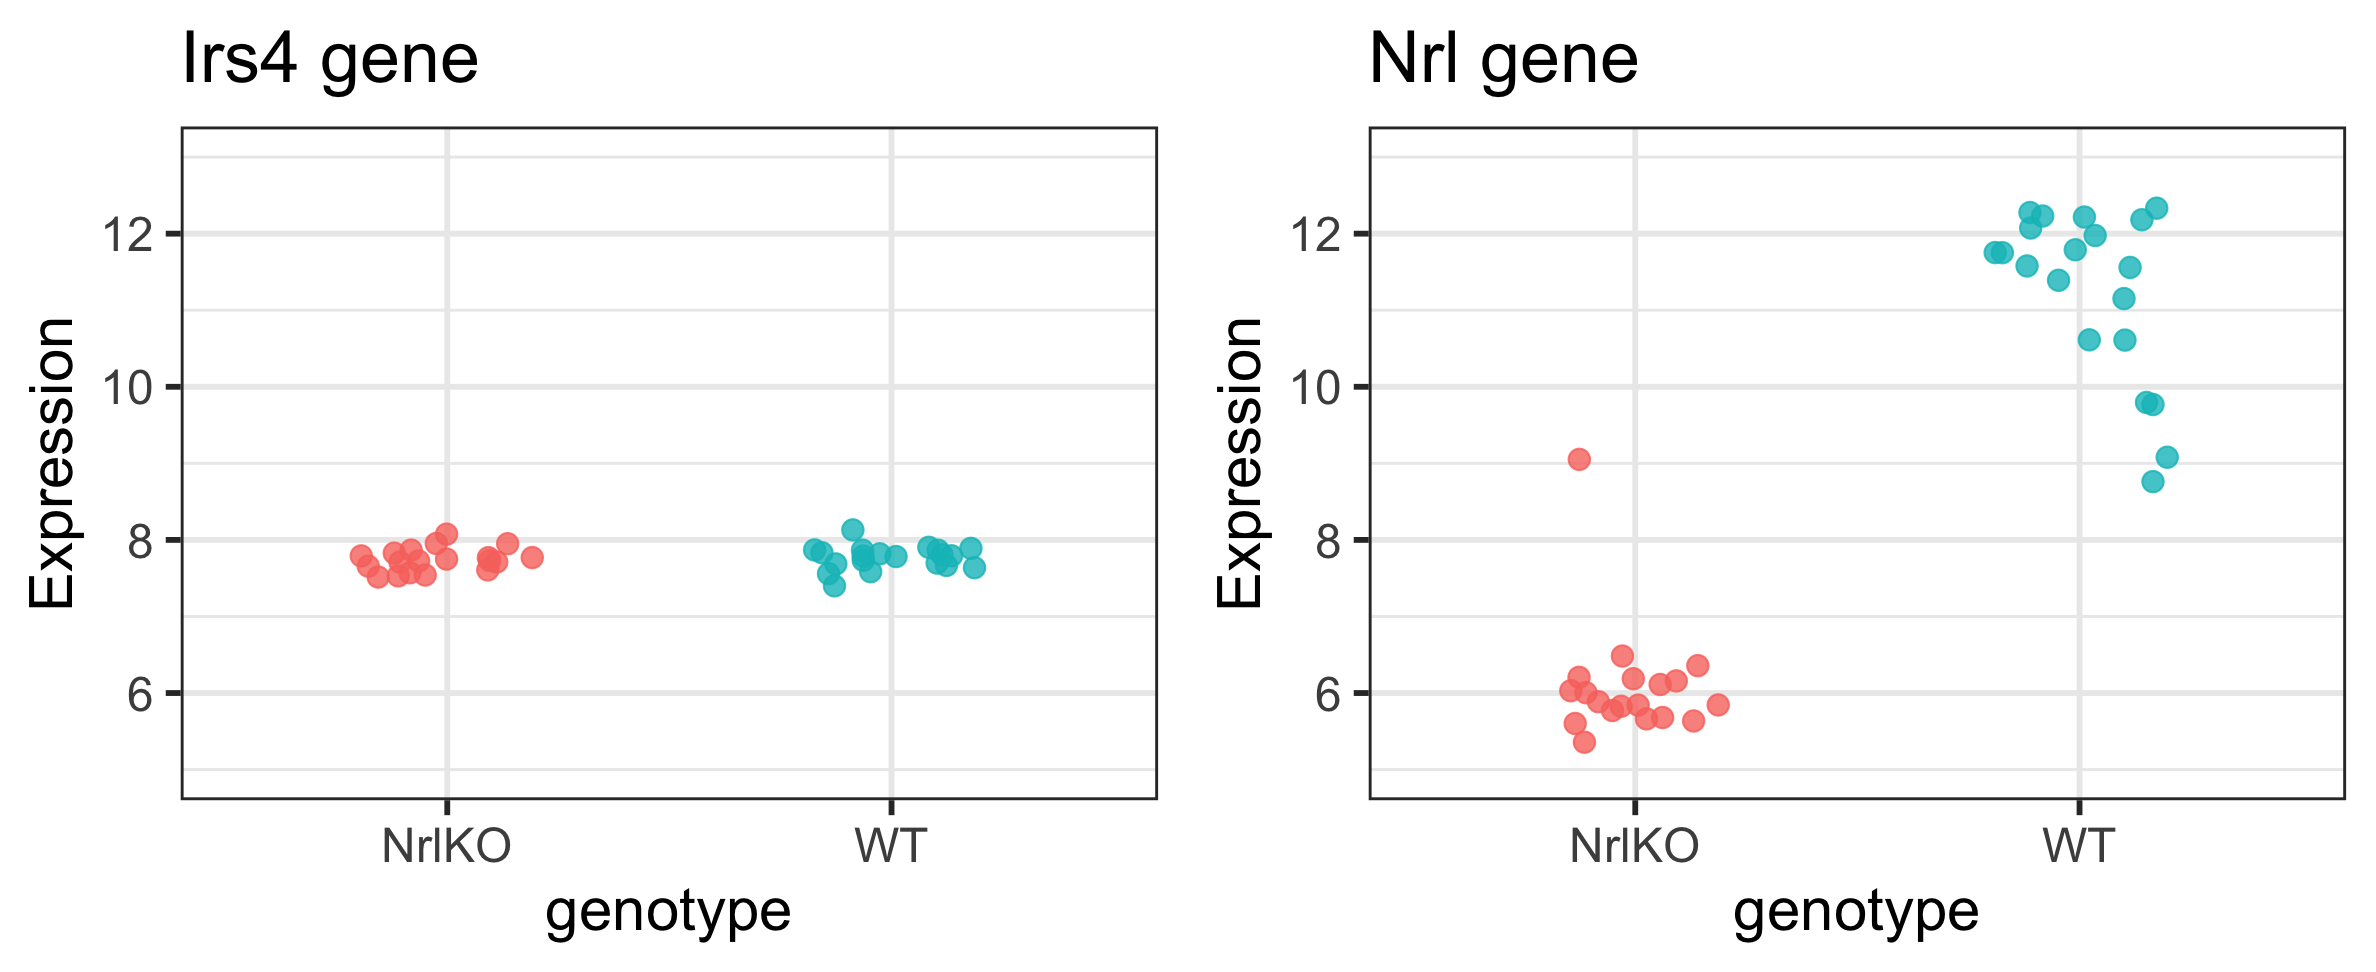 Irs4 gene
Expression
12
10
8
6
NrlKO
WT
genotype
Nrl gene
Expression
12
10
8
6
NrlKO
WT
genotype